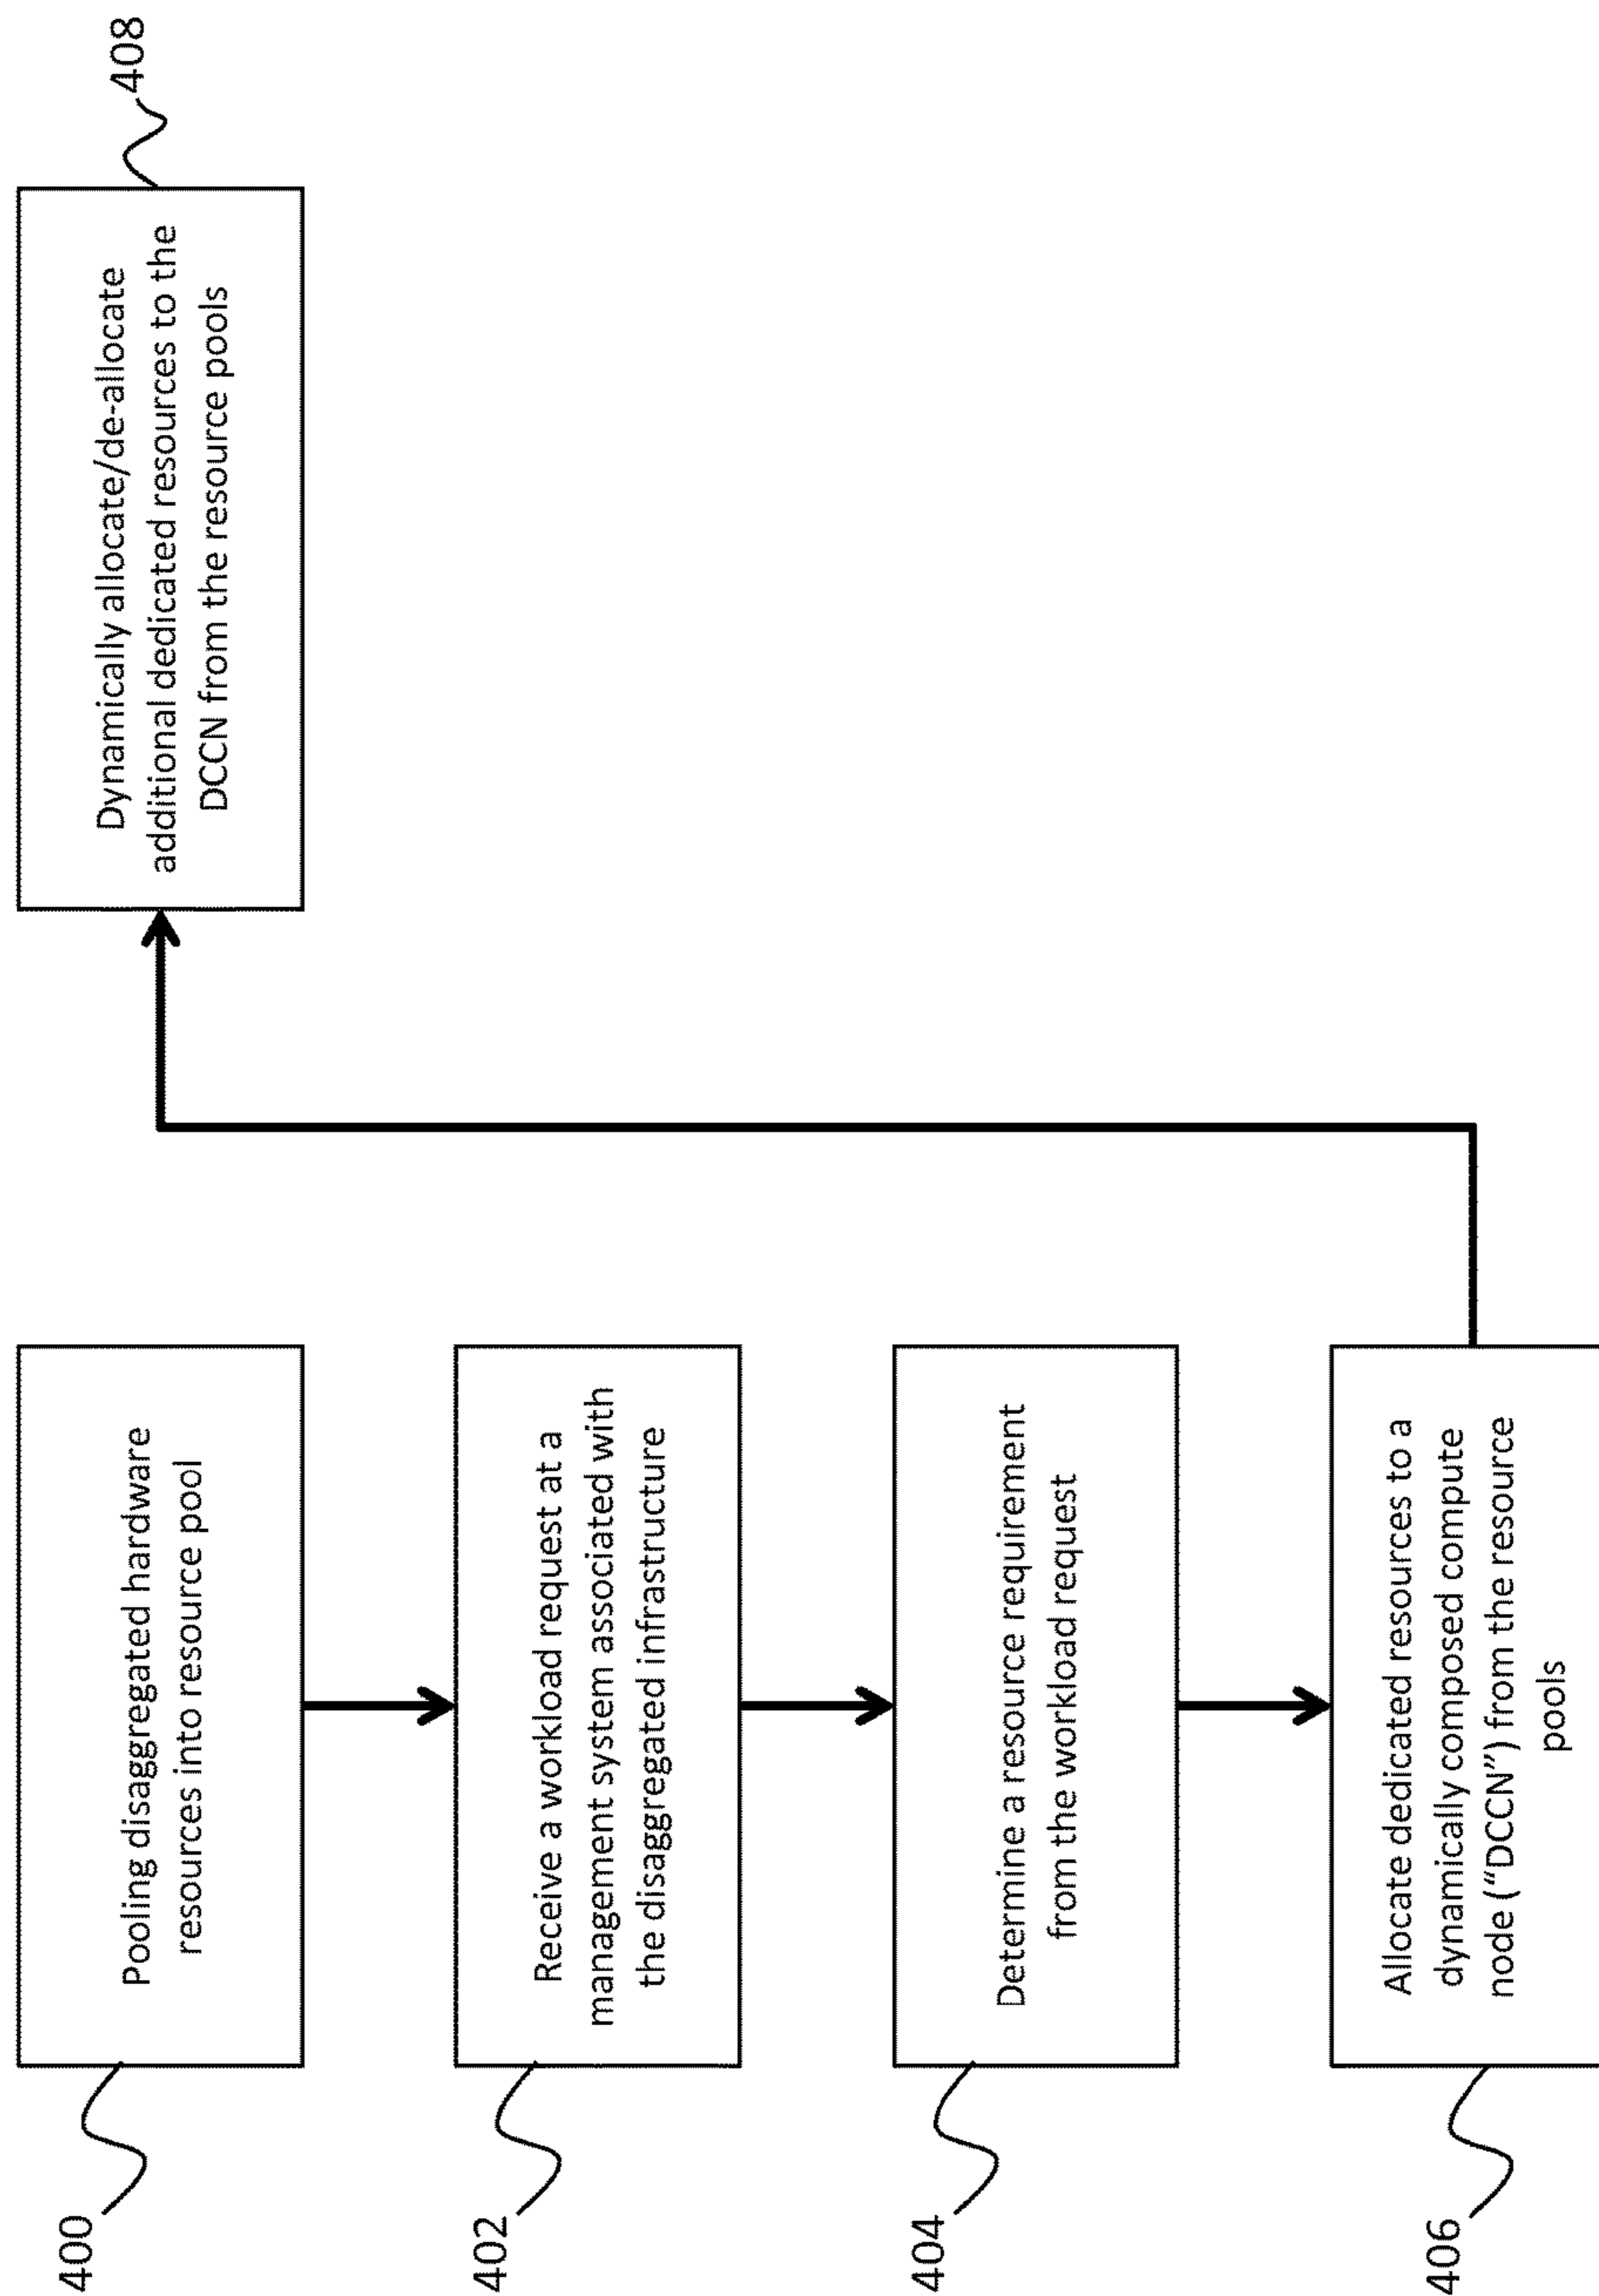 400
Pooling disaggregated hardware
resources into resource pool
402
Receive a workload request at a
management system associated with
the disaggregated infrastructure
404
Determine a resource requirement
from the workload request
406
Allocate dedicated resources to a
dynamically composed compute
node (“DCCN”) from the resource
pools
408
Dynamically allocate/de-allocate
additional dedicated resources to the
DCCN from the resource pools